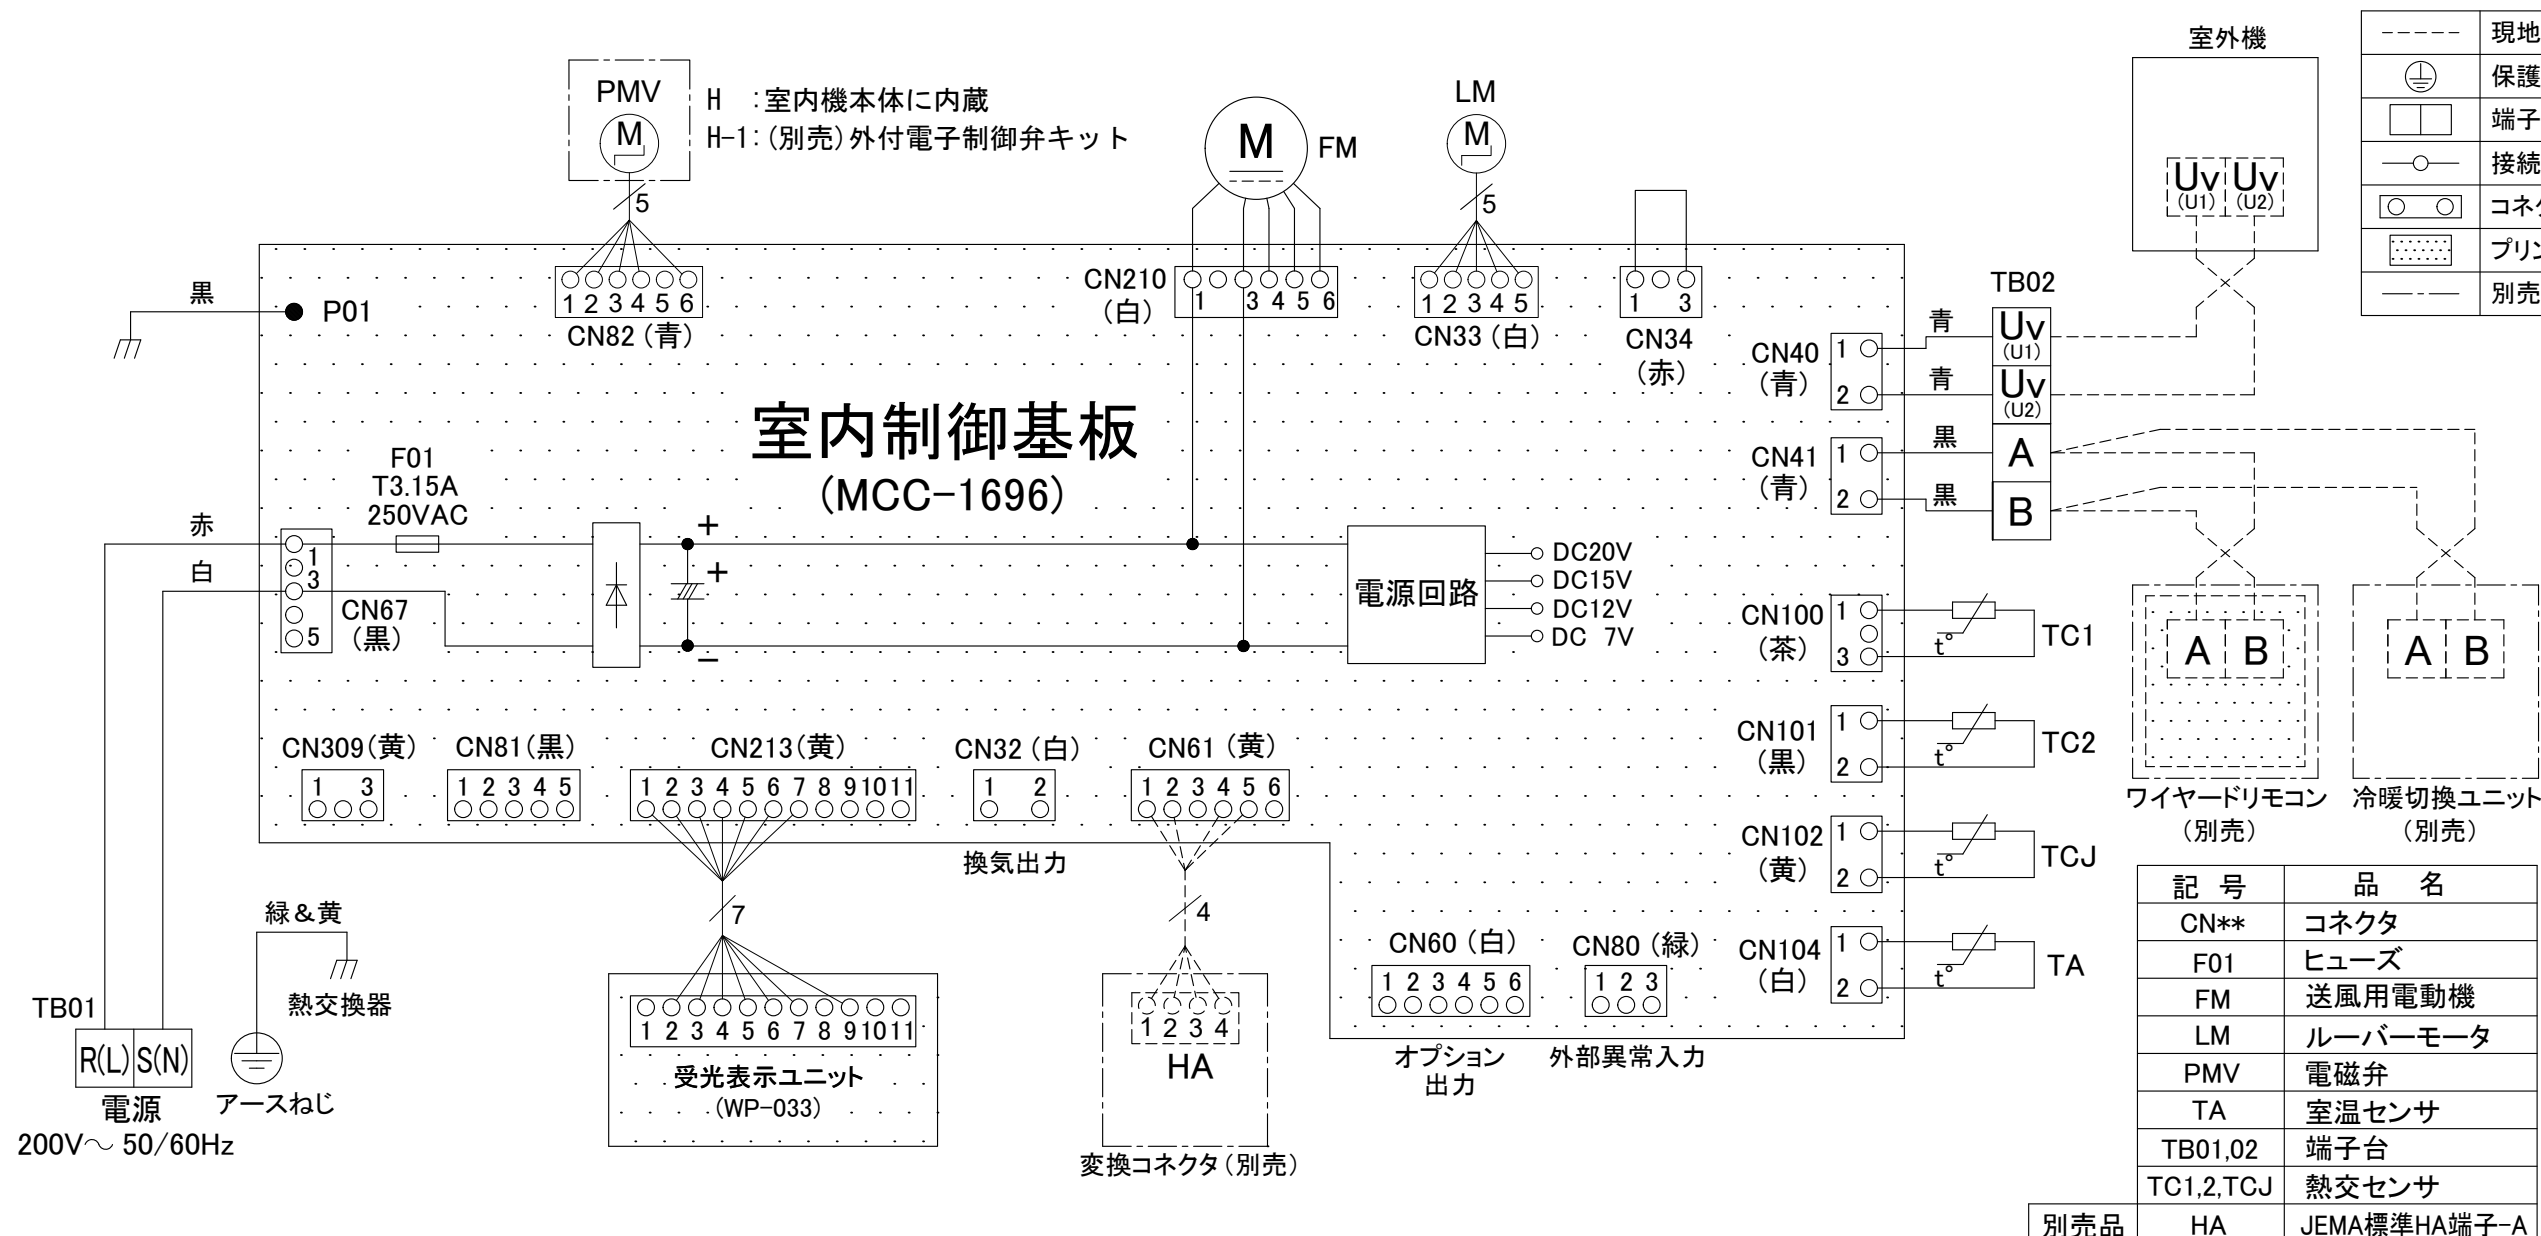 PMV
M
H :室内機本体に内蔵
H-1:(別売)外付電子制御弁キット
5
M
FM
LM
M
5
室外機
Uv Uv
(U1) (U2)
現地
保護
端子
接続
コネ
プリン
別売
黒
P01
1 2 3 4 5 6
CN82(青)
CN210
(白)
1 3 4 5 6
1 2 3 4 5
CN33(白)
1 3
CN34
(赤)
CN40
(青)
1
2
青
青
TB02
Uv
(U1)
Uv
(U2)
A
B
CN41
(青)
1
2
黒
黒
室内制御基板
(MCC-1696)
F01
T3.15A
250VAC
赤
白
1
3
5
CN67
(黒)
+
+
−
電源回路
DC20V
DC15V
DC12V
DC 7V
CN100
(茶)
1
3
t°
TC1
CN101
(黒)
1
2
t°
TC2
CN102
(黄)
1
2
t°
TCJ
CN104
(白)
1
2
t°
TA
A B
ワイヤードリモコン
(別売)
A B
冷暖切換ユニット
(別売)
CN309(黄)
1 3
CN81(黒)
1 2 3 4 5
CN213(黄)
1 2 3 4 5 6 7 8 9 10 11
CN32(白)
1 2
換気出力
CN61(黄)
1 2 3 4 5 6
7
4
CN60(白)
1 2 3 4 5 6
オプション
出力
CN80(緑)
1 2 3
外部異常入力
緑&黄
熱交換器
TB01
R(L) S(N)
電源
200V～ 50/60Hz
アースねじ
1 2 3 4 5 6 7 8 9 10 11
受光表示ユニット
(WP-033)
1 2 3 4
HA
変換コネクタ(別売)
記 号 品 名
CN** コネクタ
F01 ヒューズ
FM 送風用電動機
LM ルーバーモータ
PMV 電磁弁
TA 室温センサ
TB01,02 端子台
TC1,2,TCJ 熱交センサ
別売品 HA JEMA標準HA端子-A